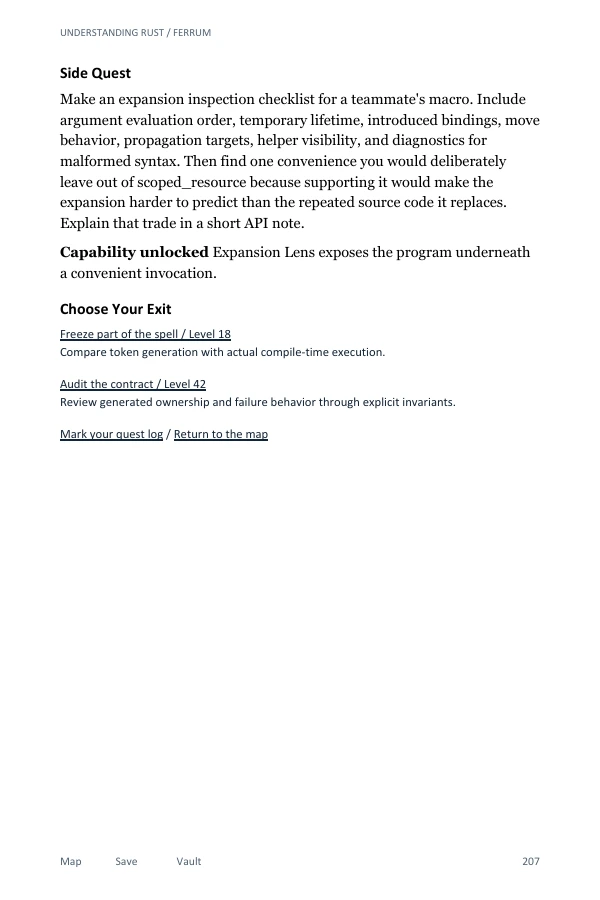 UNDERSTANDING RUST / FERRUM
Side Quest
Make an expansion inspection checklist for a teammate's macro. Include
argument evaluation order, temporary lifetime, introduced bindings, move
behavior, propagation targets, helper visibility, and diagnostics for
malformed syntax. Then find one convenience you would deliberately
leave out of scoped_resource because supporting it would make the
expansion harder to predict than the repeated source code it replaces.
Explain that trade in a short API note.
Capability unlocked Expansion Lens exposes the program underneath
a convenient invocation.
Choose Your Exit
Freeze part of the spell / Level 18
Compare token generation with actual compile-time execution.
Audit the contract / Level 42
Review generated ownership and failure behavior through explicit invariants.
Mark your quest log / Return to the map
Map Save Vault 207